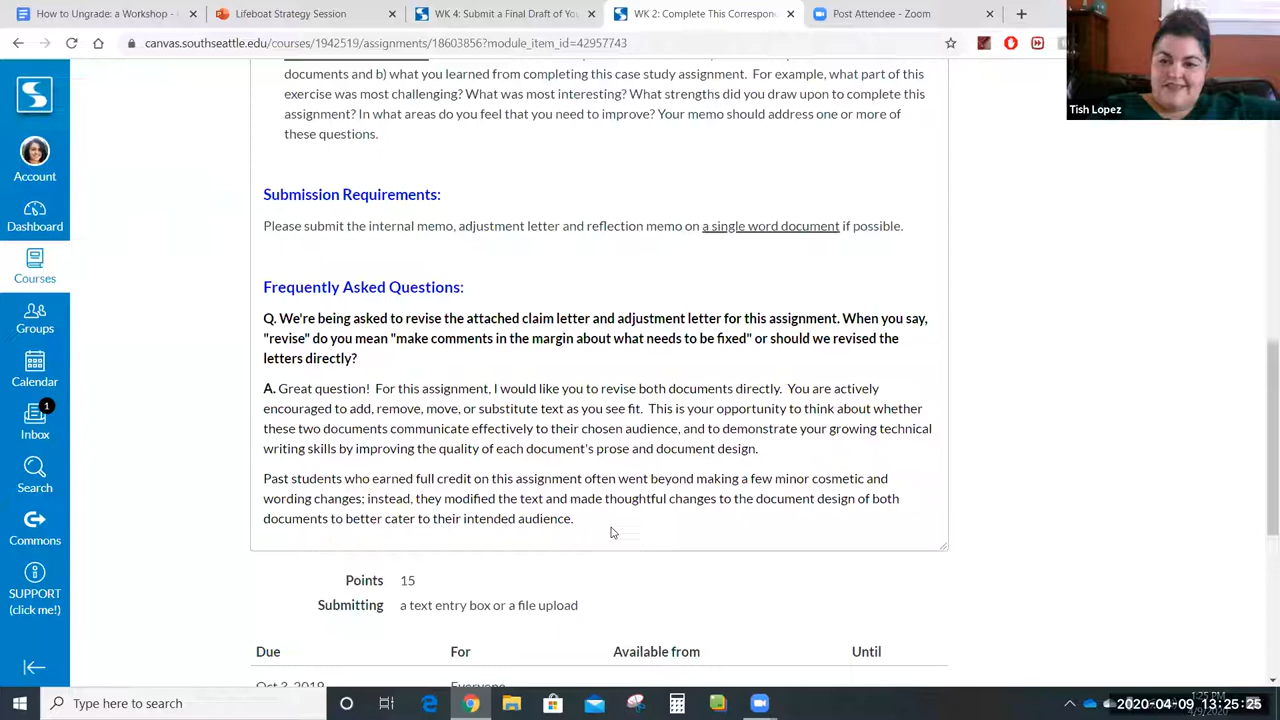 How to Ungrade: a Workshop -
Lifeboat Strategy Session
WK 4: Submit a Final Draft of Yo
WK 2: Complete This Correspon
Post Attendee - Zoom
canvas.southseattle.edu/courses/1942519/assignments/18603856?module_item_id=42957743
Tish Lopez
Account
Dashboard
Courses
Groups
Calendar
1
Inbox
Search
Commons
SUPPORT
(click me!)
documents and b) what you learned from completing this case study assignment. For example, what part of this
exercise was most challenging? What was most interesting? What strengths did you draw upon to complete this
assignment? In what areas do you feel that you need to improve? Your memo should address one or more of
these questions.
Submission Requirements:
Please submit the internal memo, adjustment letter and reflection memo on a single word document if possible.
Frequently Asked Questions:
Q. We're being asked to revise the attached claim letter and adjustment letter for this assignment. When you say,
"revise" do you mean "make comments in the margin about what needs to be fixed" or should we revised the
letters directly?
A. Great question! For this assignment, I would like you to revise both documents directly. You are actively
encouraged to add, remove, move, or substitute text as you see fit. This is your opportunity to think about whether
these two documents communicate effectively to their chosen audience, and to demonstrate your growing technical
writing skills by improving the quality of each document's prose and document design.
Past students who earned full credit on this assignment often went beyond making a few minor cosmetic and
wording changes; instead, they modified the text and made thoughtful changes to the document design of both
documents to better cater to their intended audience.
Points 15
Submitting a text entry box or a file upload
Due For Available from Until
Oct 3, 2019 Everyone
Type here to search
1:25 PM
4/9/2020
2020-04-09 13:25:25